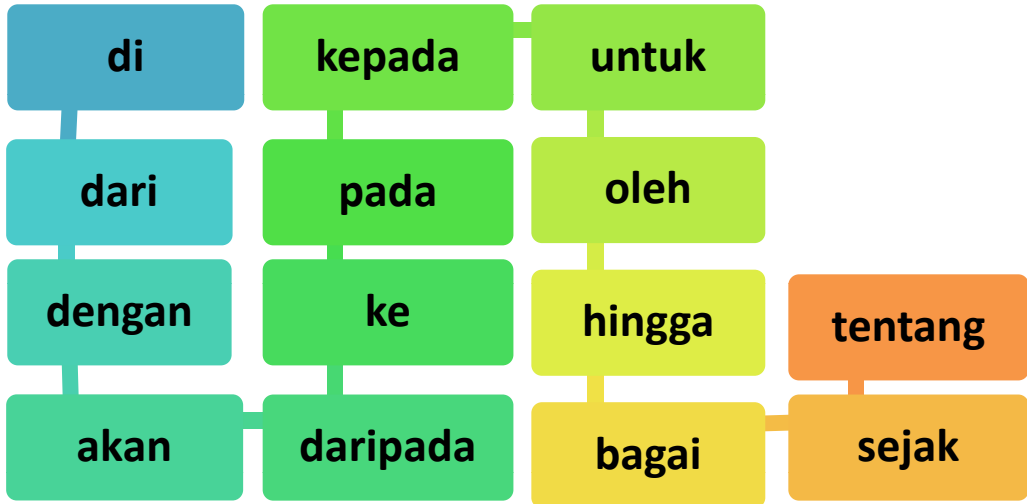 di
dari
dengan
akan
daripada
ke
pada
kepada
untuk
oleh
hingga
bagai
sejak
tentang